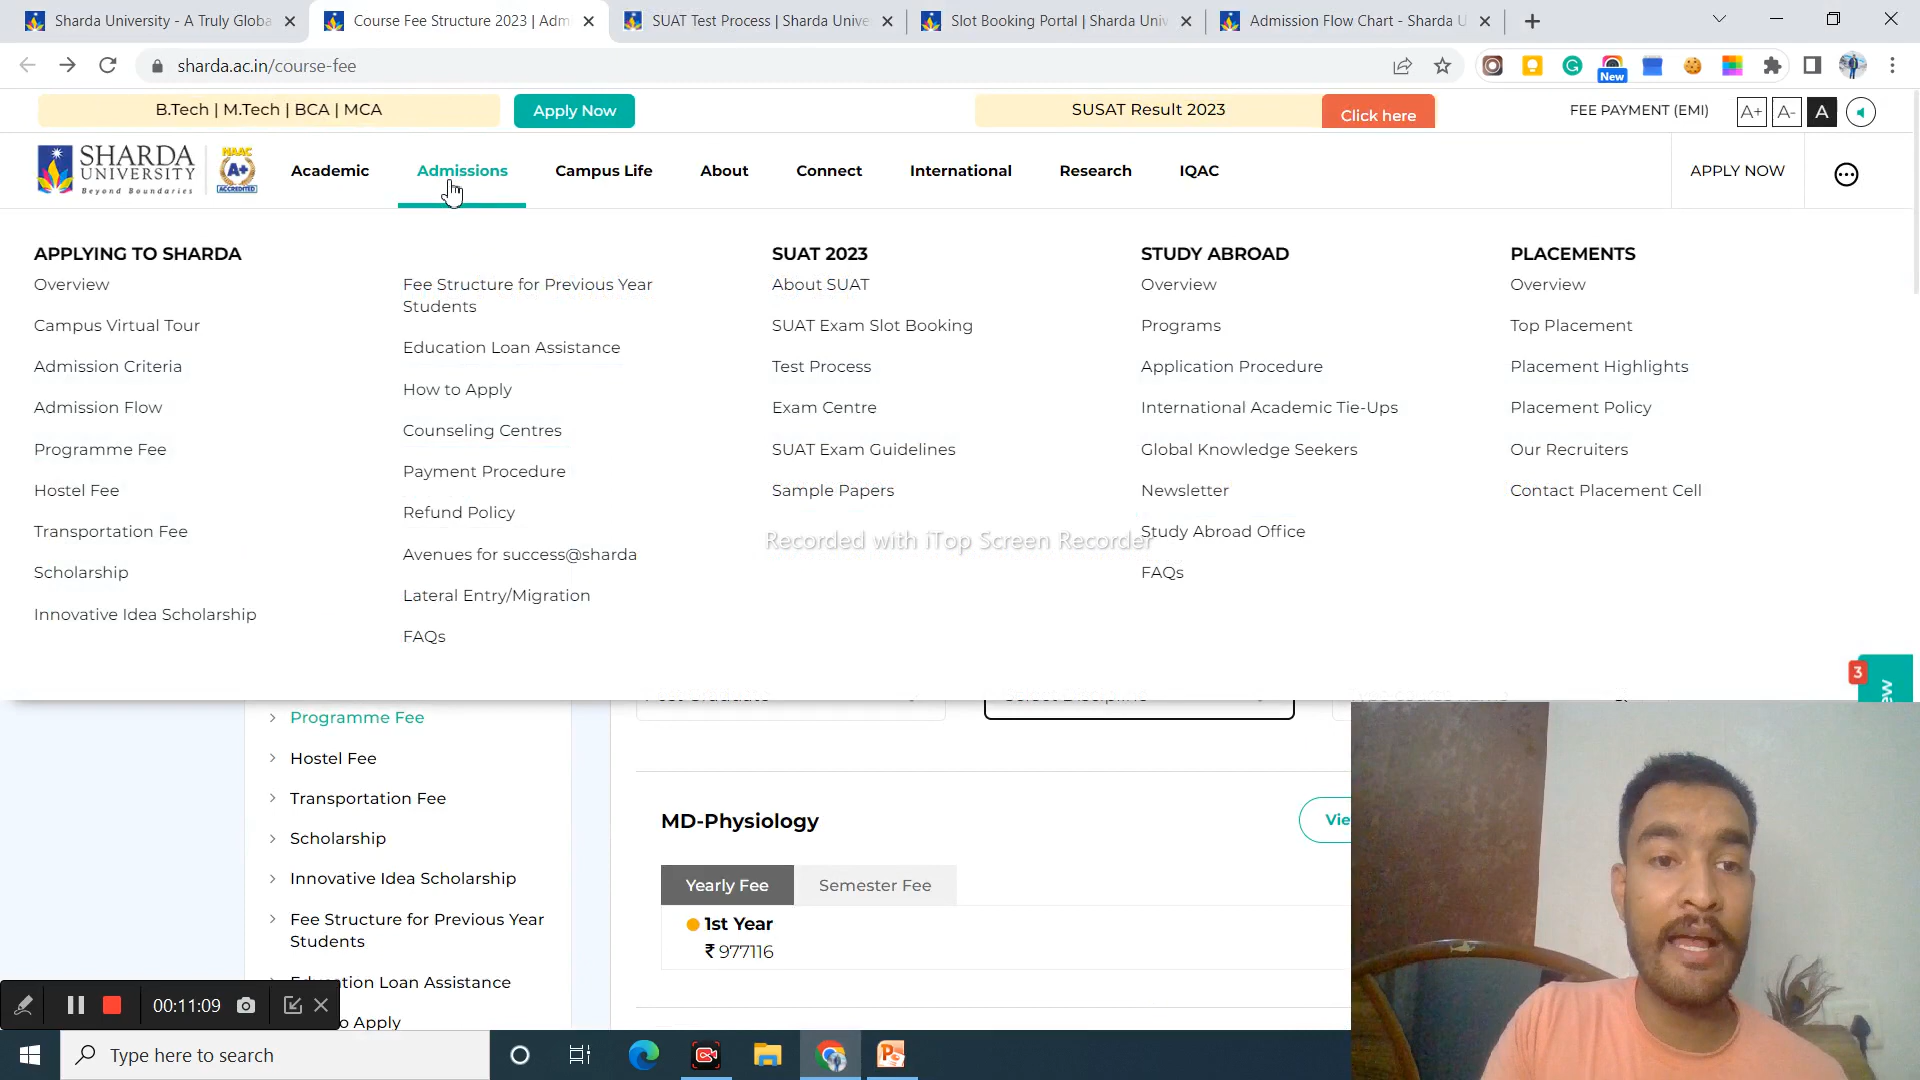 Sharda University - A Truly Globa
Course Fee Structure 2023 | Adm
SUAT Test Process | Sharda Unive
Slot Booking Portal | Sharda Univ
Admission Flow Chart - Sharda U
sharda.ac.in/course-fee
New
B.Tech | M.Tech | BCA | MCA
Apply Now
SUSAT Result 2023
Click here
FEE PAYMENT (EMI)
A+
A-
A
SHARDA
UNIVERSITY
Beyond Boundaries
NAAC
A+
ACCREDITED
Academic
Admissions
Campus Life
About
Connect
International
Research
IQAC
APPLY NOW
APPLYING TO SHARDA
Overview
Campus Virtual Tour
Admission Criteria
Admission Flow
Programme Fee
Hostel Fee
Transportation Fee
Scholarship
Innovative Idea Scholarship
Fee Structure for Previous Year
Students
Education Loan Assistance
How to Apply
Counseling Centres
Payment Procedure
Refund Policy
Avenues for success@sharda
Lateral Entry/Migration
FAQs
SUAT 2023
About SUAT
SUAT Exam Slot Booking
Test Process
Exam Centre
SUAT Exam Guidelines
Sample Papers
STUDY ABROAD
Overview
Programs
Application Procedure
International Academic Tie-Ups
Global Knowledge Seekers
Newsletter
Study Abroad Office
FAQs
PLACEMENTS
Overview
Top Placement
Placement Highlights
Placement Policy
Our Recruiters
Contact Placement Cell
Recorded with iTop Screen Recorder
3
Programme Fee
Hostel Fee
Transportation Fee
Scholarship
Innovative Idea Scholarship
Fee Structure for Previous Year
Students
Education Loan Assistance
o Apply
MD-Physiology
Vie
Yearly Fee
Semester Fee
1st Year
₹ 977116
00:11:09
Type here to search